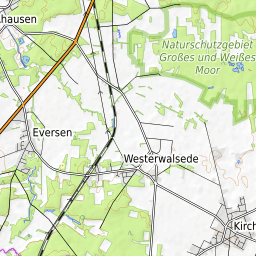 hausen
Naturschutzgebiet
Großes und Weißes
Moor
Eversen
Westerwalsede
Kirch